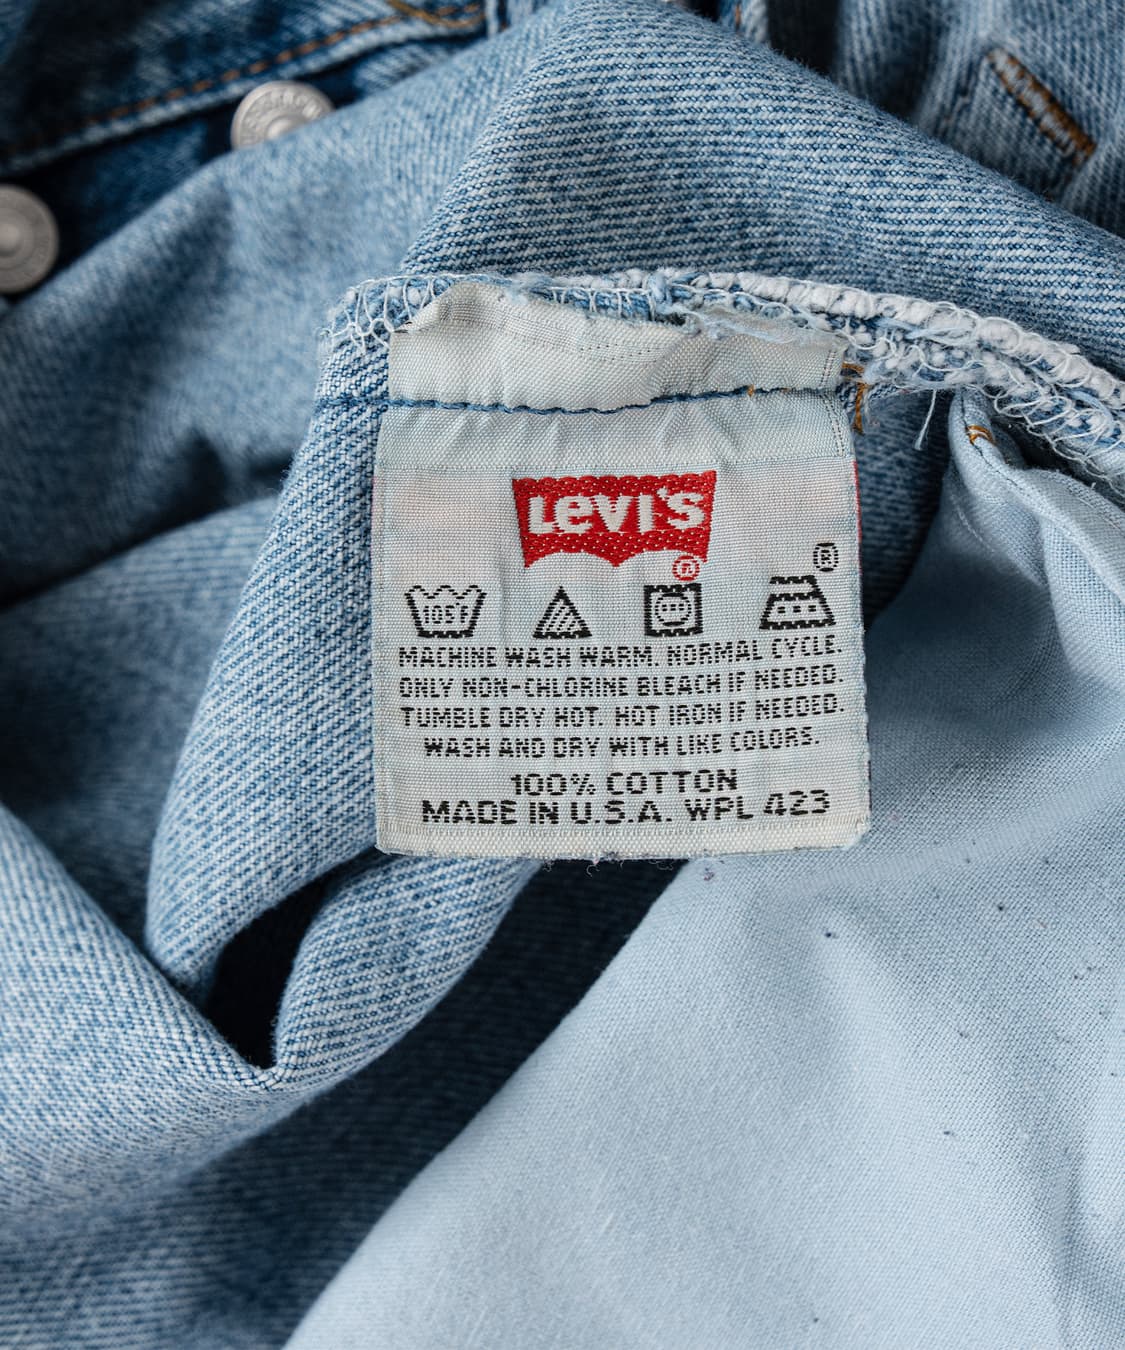 LEVI'S
®
®
105°F
MACHINE WASH WARM. NORMAL CYCLE.
ONLY NON-CHLORINE BLEACH IF NEEDED.
TUMBLE DRY HOT. HOT IRON IF NEEDED.
WASH AND DRY WITH LIKE COLORS.
100% COTTON
MADE IN U.S.A. WPL 423